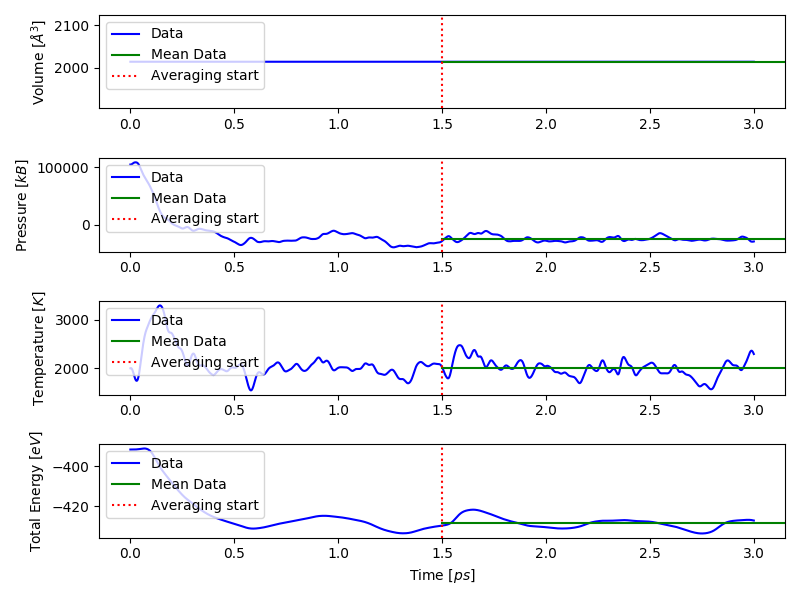 Volume [Å³]
2100
2000
Data
Mean Data
Averaging start
0.0 0.5 1.0 1.5 2.0 2.5 3.0
Pressure [kB]
100000
0
Data
Mean Data
Averaging start
0.0 0.5 1.0 1.5 2.0 2.5 3.0
Temperature [K]
3000
2000
Data
Mean Data
Averaging start
0.0 0.5 1.0 1.5 2.0 2.5 3.0
Total Energy [eV]
−400
−420
Data
Mean Data
Averaging start
0.0 0.5 1.0 1.5 2.0 2.5 3.0
Time [ps]